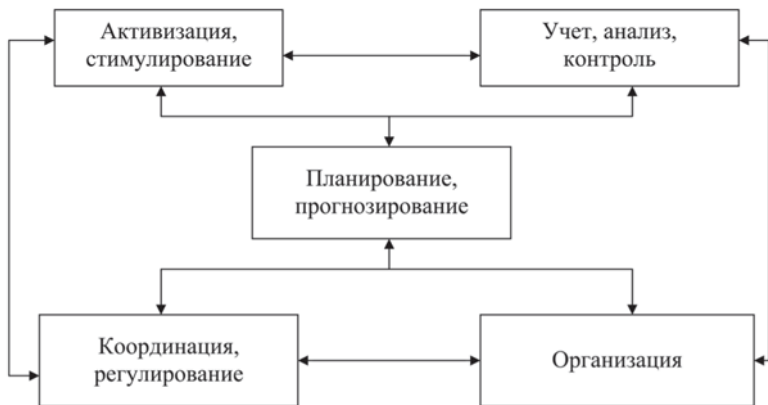 Активизация,
стимулирование
Учет, анализ,
контроль
Планирование,
прогнозирование
Координация,
регулирование
Организация